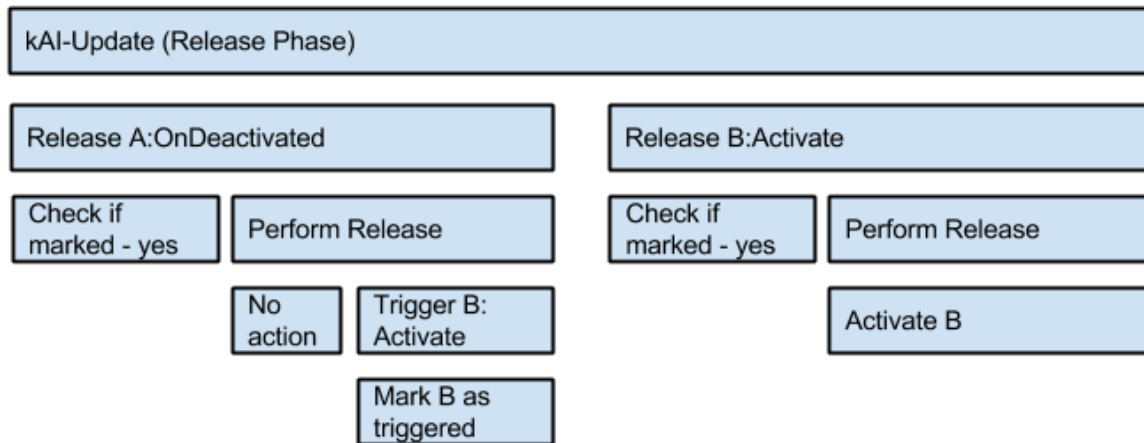 kAI-Update (Release Phase)
Release A:OnDeactivated
Release B:Activate
Check if
marked - yes
Perform Release
Check if
marked - yes
Perform Release
No
action
Trigger B:
Activate
Activate B
Mark B as
triggered